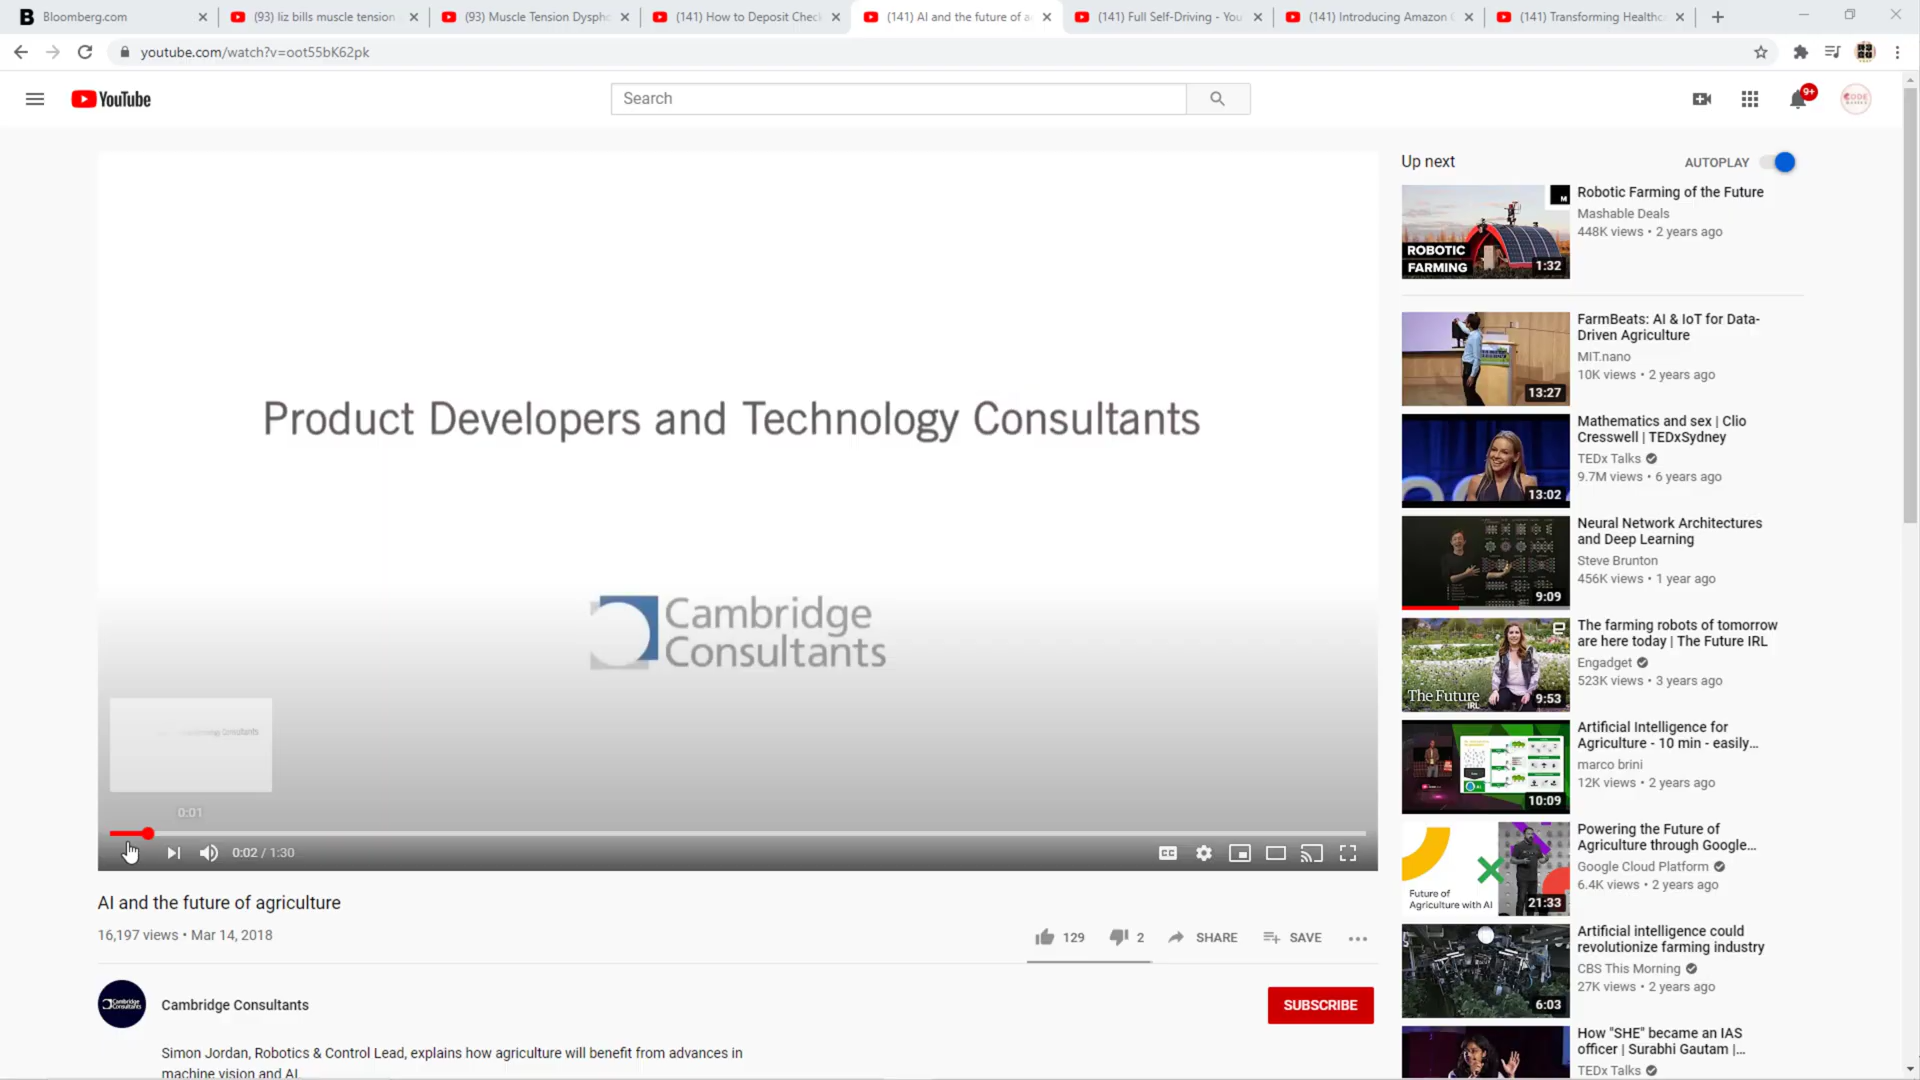 Bloomberg.com
(93) liz bills muscle tension
(93) Muscle Tension Dyspho
(141) How to Deposit Check
(141) AI and the future of a
(141) Full Self-Driving - You
(141) Introducing Amazon
(141) Transforming Healthc
youtube.com/watch?v=oot55bK62pk
YouTube
Search
9+
CODE
Product Developers and Technology Consultants
Cambridge
Consultants
0:01
0:02 / 1:30
CC
AI and the future of agriculture
16,197 views • Mar 14, 2018
129
2
SHARE
SAVE
Cambridge
Consultants
Cambridge Consultants
SUBSCRIBE
Simon Jordan, Robotics & Control Lead, explains how agriculture will benefit from advances in
machine vision and AI.
Up next
AUTOPLAY
M
ROBOTIC
FARMING
1:32
Robotic Farming of the Future
Mashable Deals
448K views • 2 years ago
13:27
FarmBeats: AI & IoT for Data-
Driven Agriculture
MIT.nano
10K views • 2 years ago
13:02
Mathematics and sex | Clio
Cresswell | TEDxSydney
TEDx Talks
9.7M views • 6 years ago
9:09
Neural Network Architectures
and Deep Learning
Steve Brunton
456K views • 1 year ago
The Future
IRL
9:53
The farming robots of tomorrow
are here today | The Future IRL
Engadget
523K views • 3 years ago
10:09
Artificial Intelligence for
Agriculture - 10 min - easily...
marco brini
12K views • 2 years ago
Future of
Agriculture with AI
21:33
Powering the Future of
Agriculture through Google...
Google Cloud Platform
6.4K views • 2 years ago
6:03
Artificial intelligence could
revolutionize farming industry
CBS This Morning
27K views • 2 years ago
How "SHE" became an IAS
officer | Surabhi Gautam |...
TEDx Talks